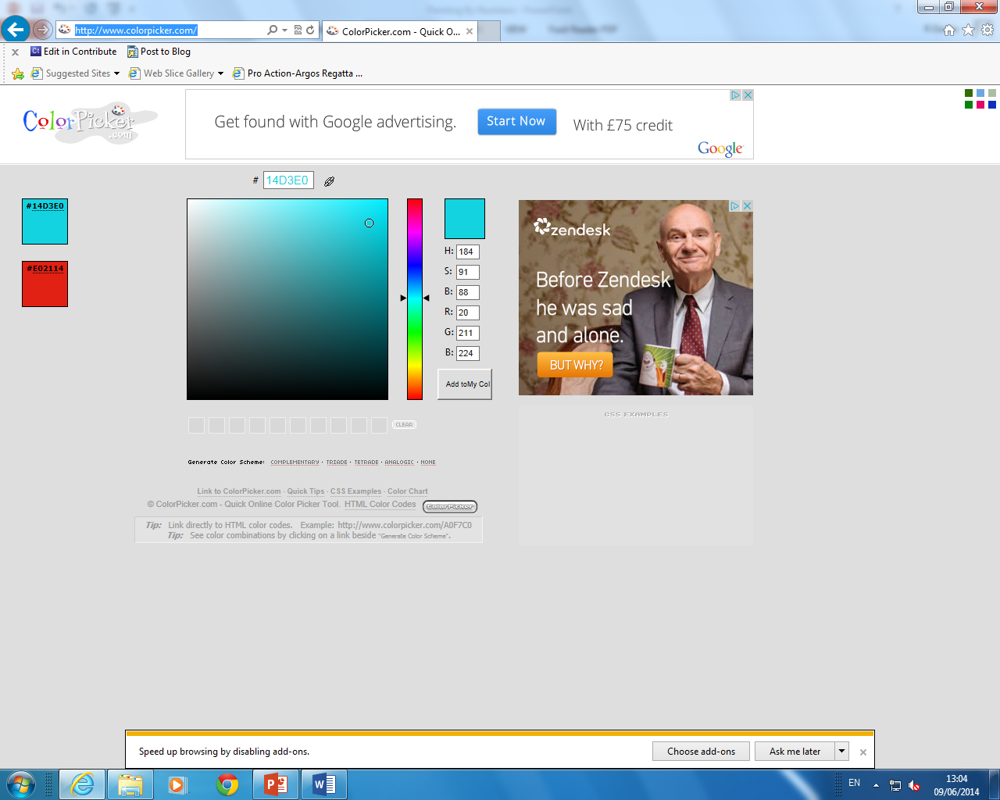 http://www.colorpicker.com/
ColorPicker.com - Quick O...
x Ct Edit in Contribute Post to Blog
Suggested Sites Web Slice Gallery Pro Action-Argos Regatta ...
ColorPicker
.com
Get found with Google advertising. Start Now With £75 credit
Google
# 14D3E0
#14D3E0
#E02114
H: 184
S: 91
B: 88
R: 20
G: 211
B: 224
Add toMy Col
zendesk
Before Zendesk
he was sad
and alone.
BUT WHY?
CSS EXAMPLES
CLEAR
Generate Color Scheme: COMPLEMENTARY · TRIADE · TETRADE · ANALOGIC · NONE
Link to ColorPicker.com - Quick Tips - CSS Examples - Color Chart
© ColorPicker.com - Quick Online Color Picker Tool. HTML Color Codes ColorPicker
Tip: Link directly to HTML color codes. Example: http://www.colorpicker.com/A0F7C0
Tip: See color combinations by clicking on a link beside "Generate Color Scheme".
Speed up browsing by disabling add-ons. Choose add-ons Ask me later
EN 13:04
09/06/2014